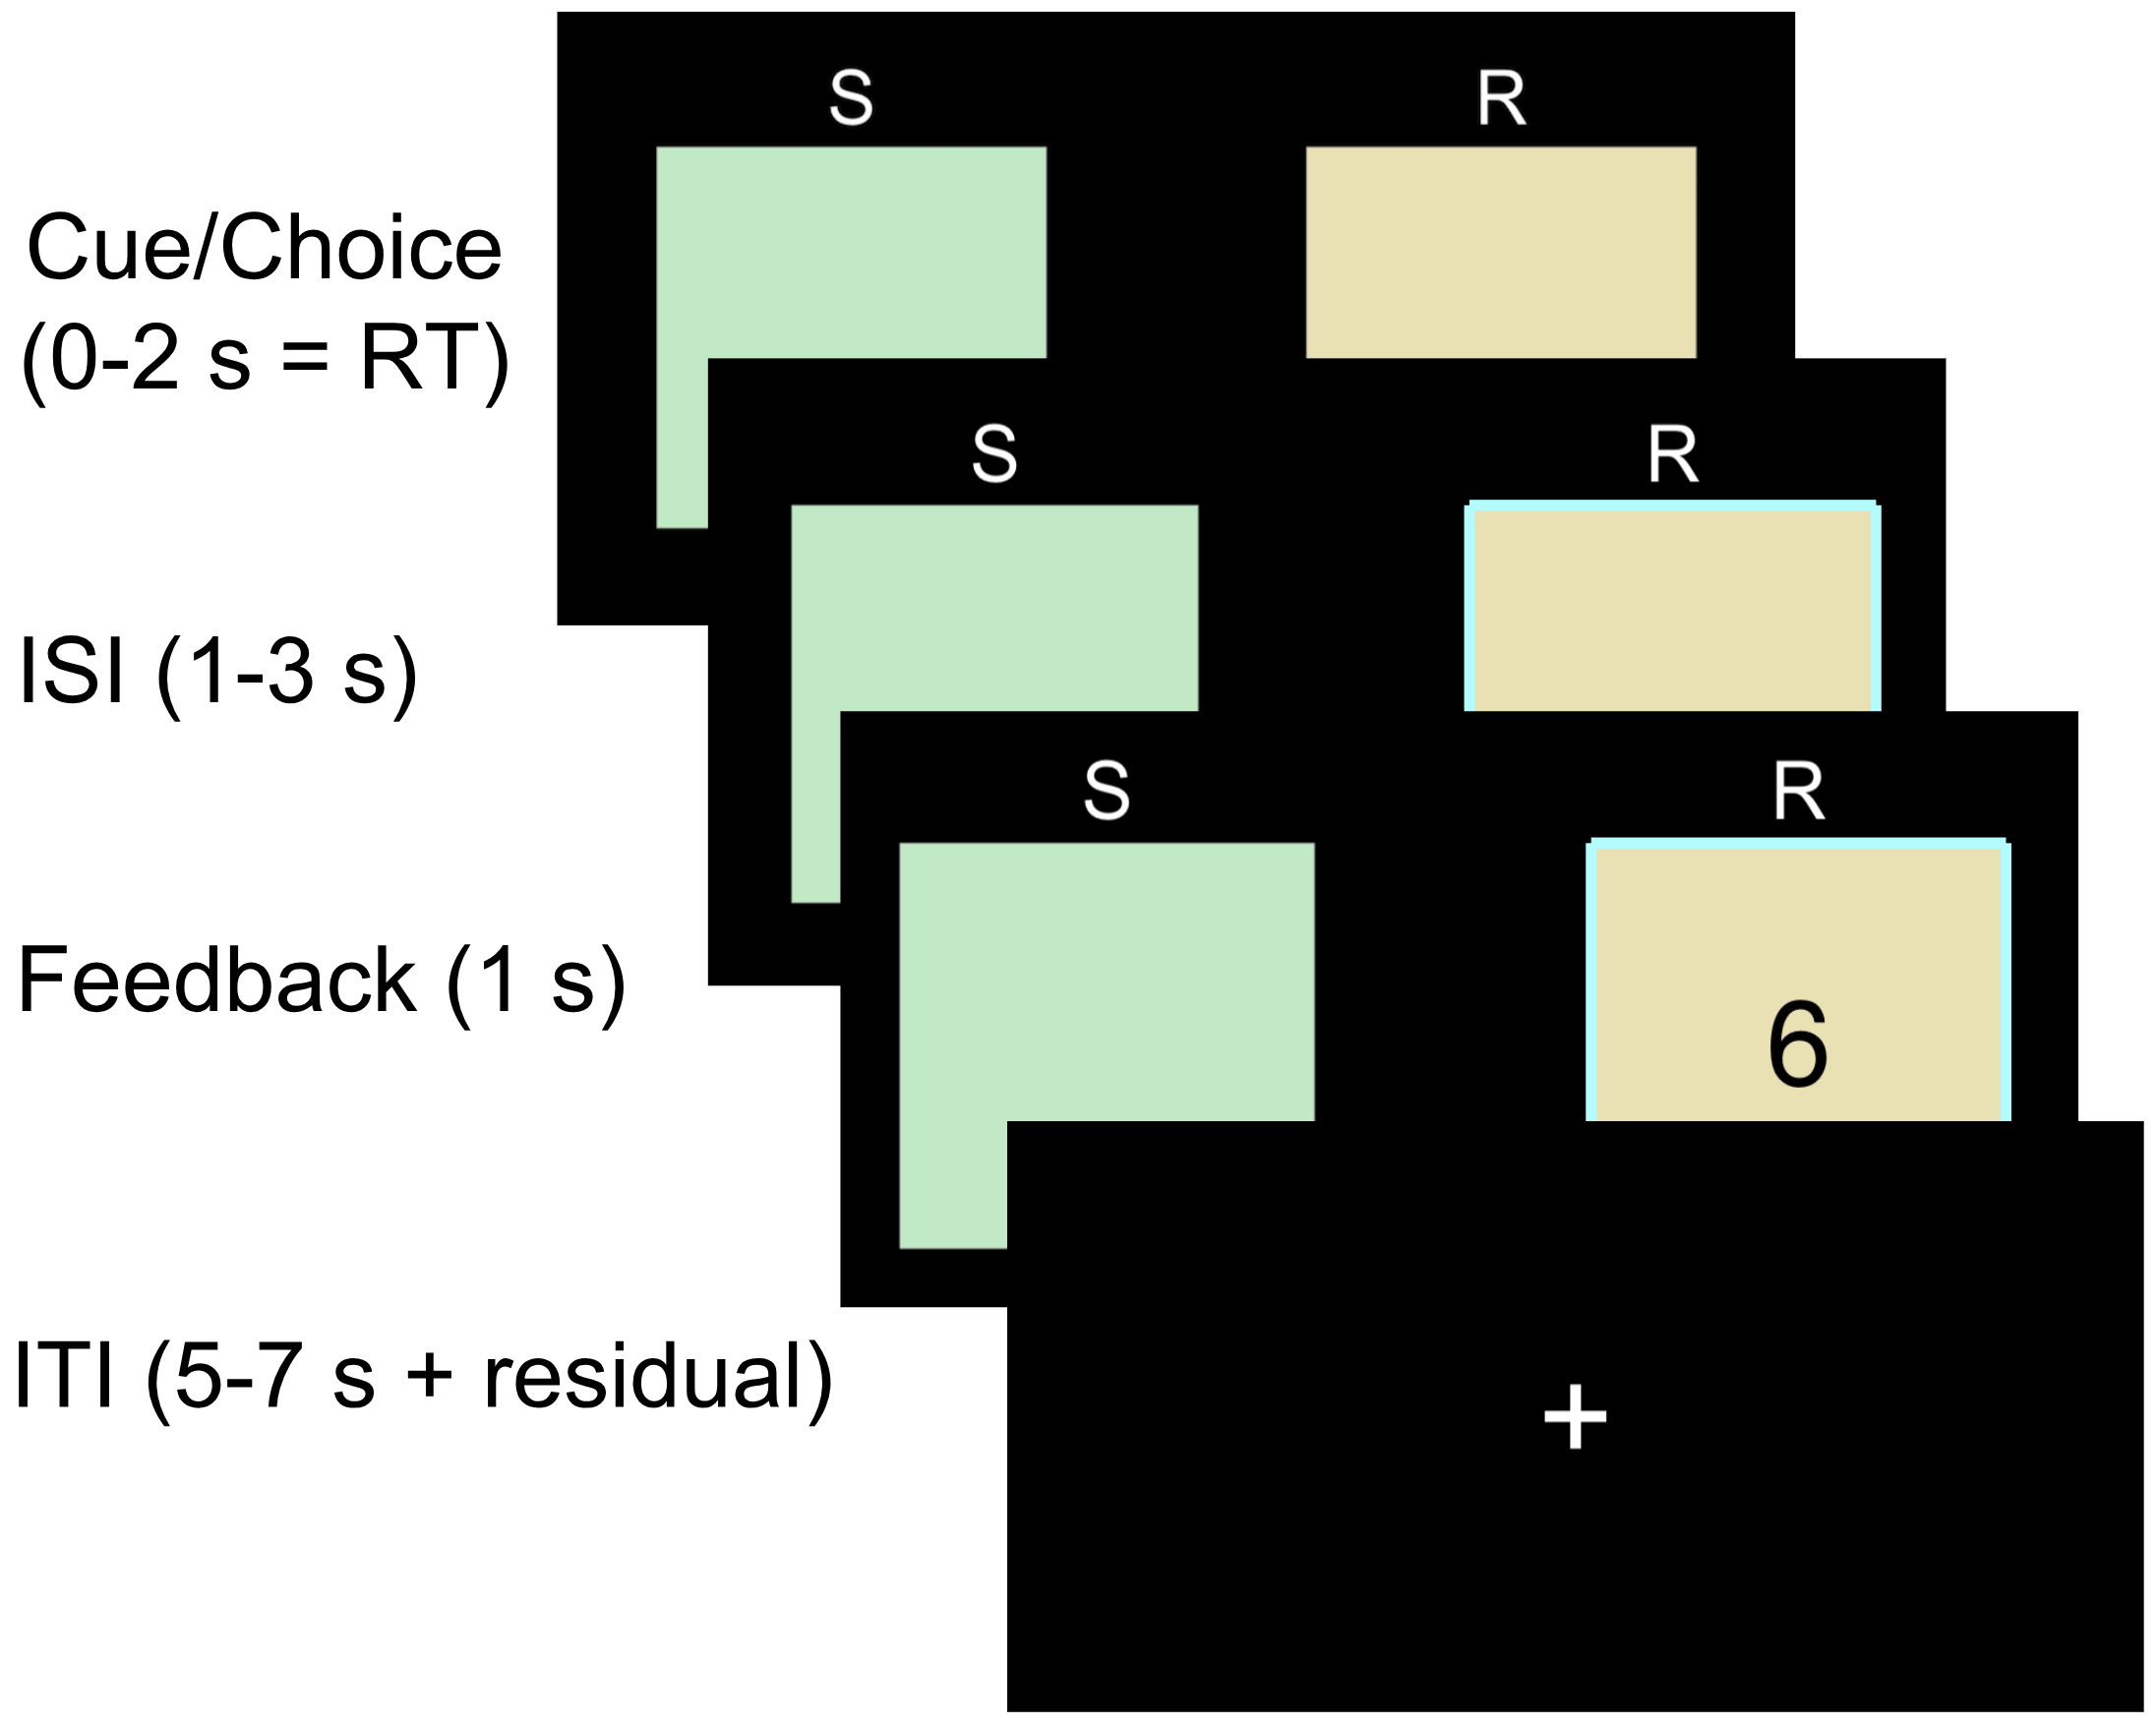 S R
Cue/Choice
(0-2 s = RT)
S R
ISI (1-3 s)
S R
Feedback (1 s)
6
ITI (5-7 s + residual)
+